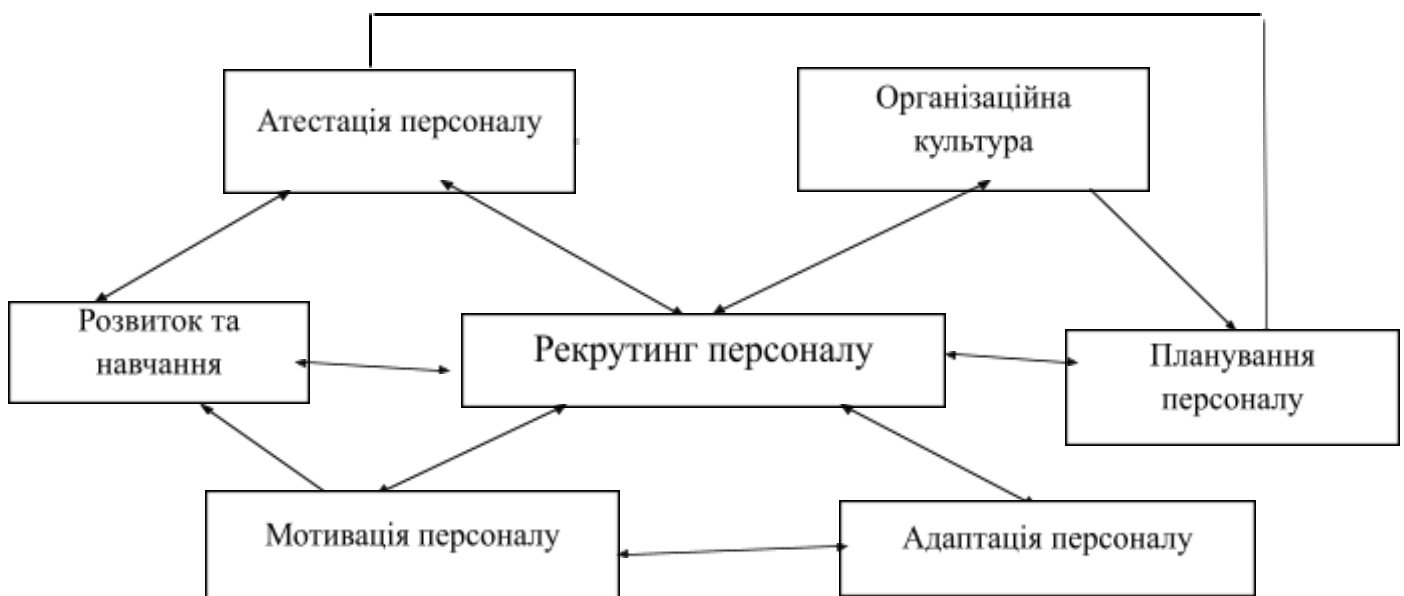 Атестація персоналу
Організаційна
культура
Розвиток та
навчання
Рекрутинг персоналу
Планування
персоналу
Мотивація персоналу
Адаптація персоналу